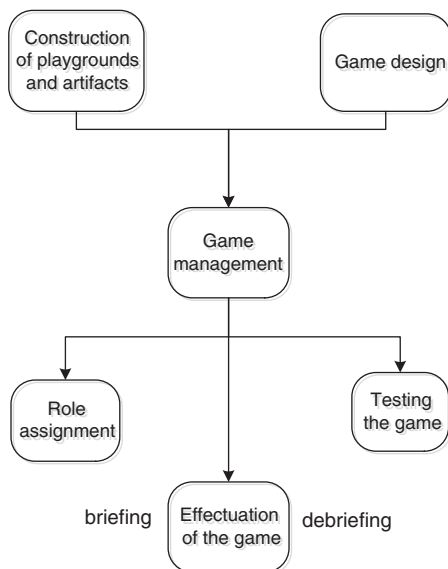 Construction
of playgrounds
and artifacts
Game design
Game
management
Role
assignment
Testing
the game
briefing
Effectuation
of the game
debriefing